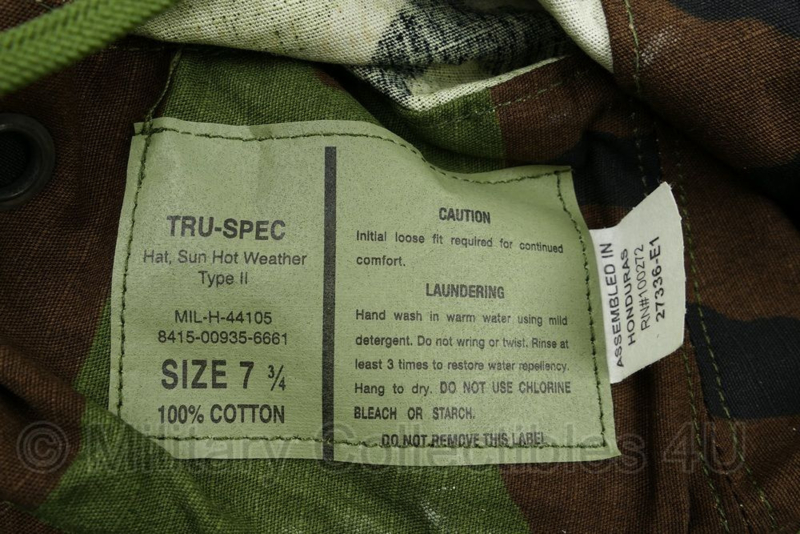 TRU-SPEC
Hat, Sun Hot Weather
Type II
MIL-H-44105
8415-00935-6661
SIZE 7 ¾
100% COTTON
CAUTION
Initial loose fit required for continued
comfort.
LAUNDERING
Hand wash in warm water using mild
detergent. Do not wring or twist. Rinse at
least 3 times to restore water repellency.
Hang to dry. DO NOT USE CHLORINE
BLEACH OR STARCH.
DO NOT REMOVE THIS LABEL
ASSEMBLED IN
HONDURAS
RN#100272
27336-E1
© Military Collectibles 4U